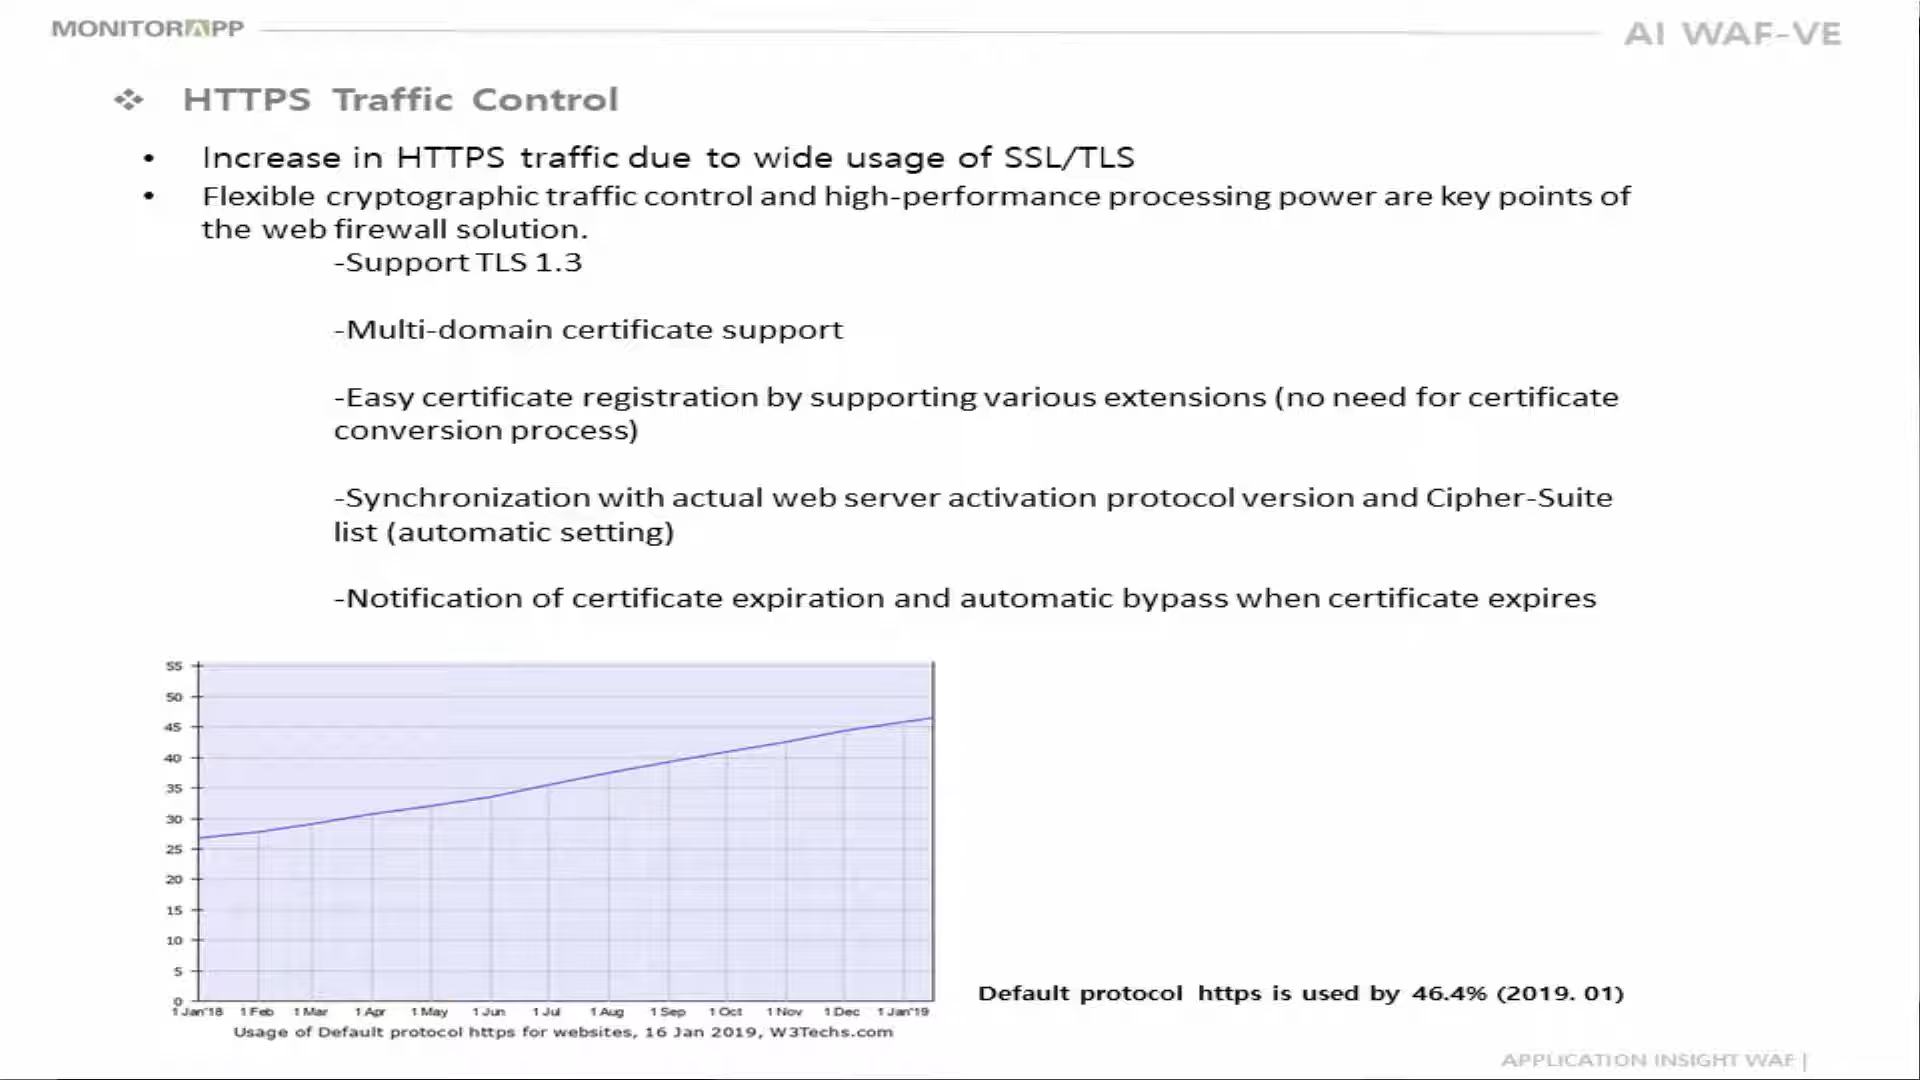 MONITORAPP
AI WAF-VE
HTTPS Traffic Control
• Increase in HTTPS traffic due to wide usage of SSL/TLS
• Flexible cryptographic traffic control and high-performance processing power are key points of
the web firewall solution.
-Support TLS 1.3
-Multi-domain certificate support
-Easy certificate registration by supporting various extensions (no need for certificate
conversion process)
-Synchronization with actual web server activation protocol version and Cipher-Suite
list (automatic setting)
-Notification of certificate expiration and automatic bypass when certificate expires
55
50
45
40
35
30
25
20
15
10
5
0
1 Jan'18 1 Feb 1 Mar 1 Apr 1 May 1 Jun 1 Jul 1 Aug 1 Sep 1 Oct 1 Nov 1 Dec 1 Jan'19
Usage of Default protocol https for websites, 16 Jan 2019, W3Techs.com
Default protocol https is used by 46.4% (2019. 01)
APPLICATION INSIGHT WAF |